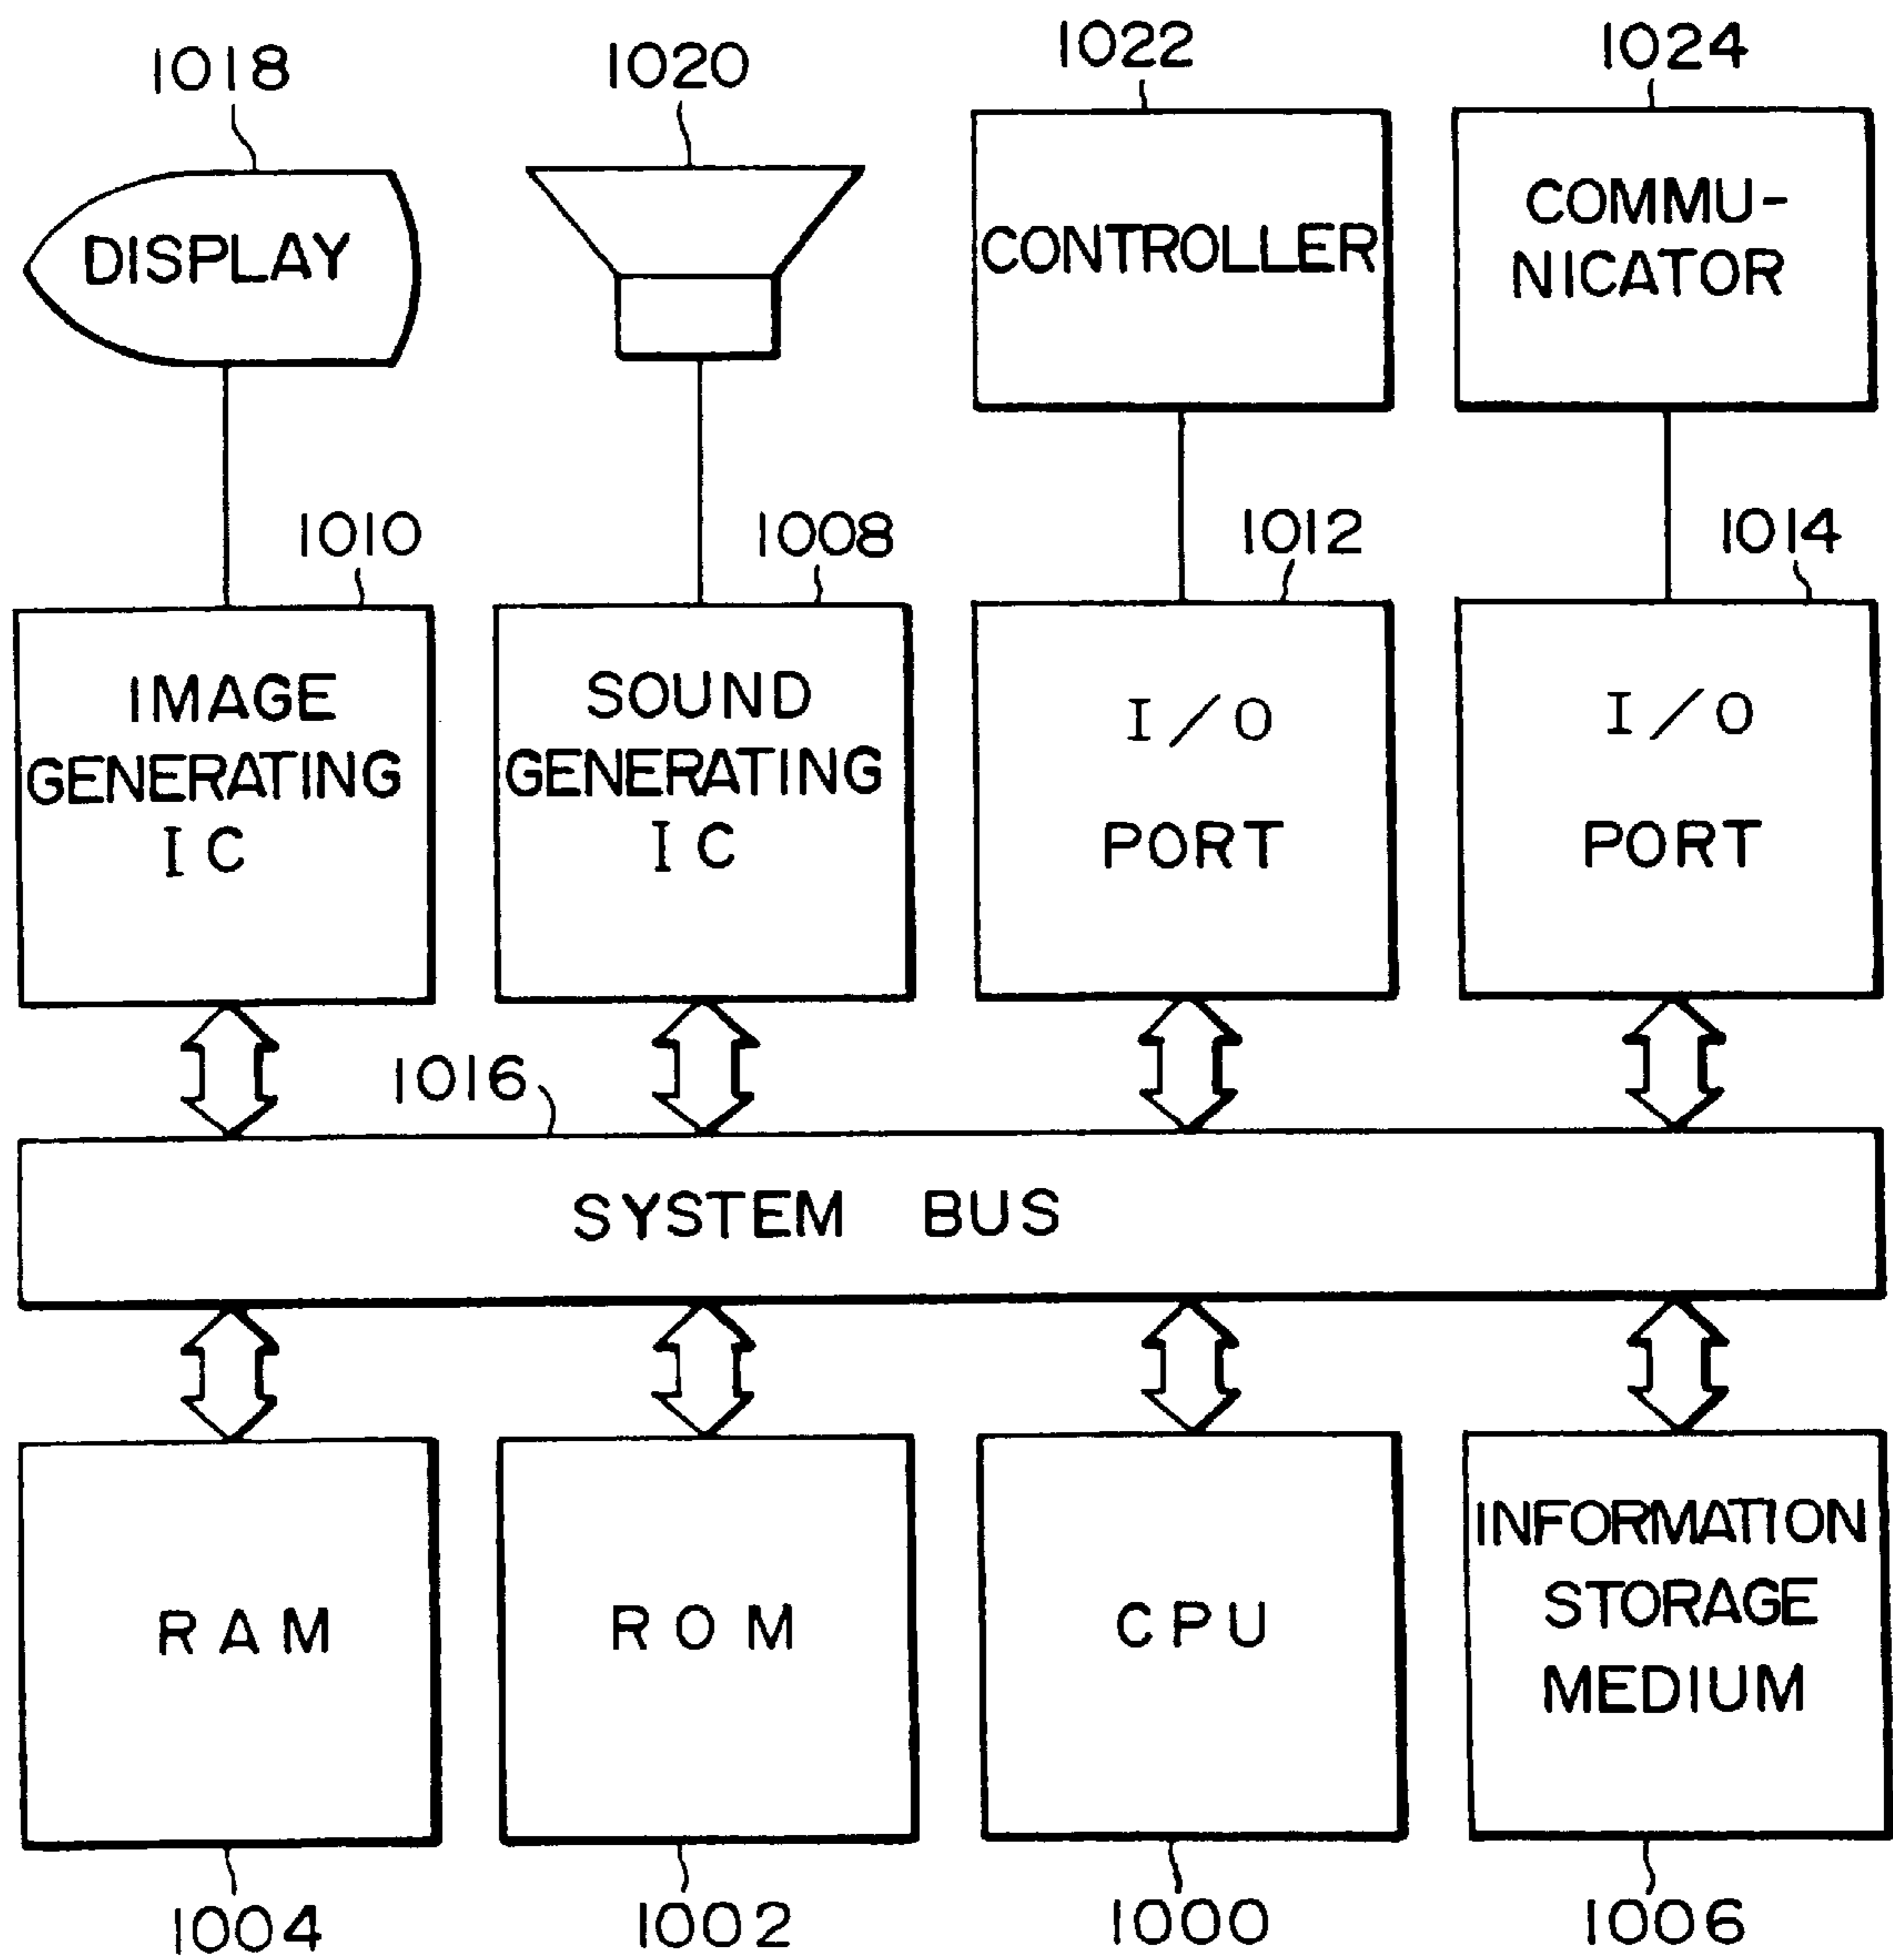 1018
1020
1022
1024
DISPLAY
CONTROLLER
COMMU-
NICATOR
1010
1008
1012
1014
IMAGE
GENERATING
IC
SOUND
GENERATING
IC
I/O
PORT
I/O
PORT
1016
SYSTEM BUS
RAM
ROM
CPU
INFORMATION
STORAGE
MEDIUM
1004
1002
1000
1006